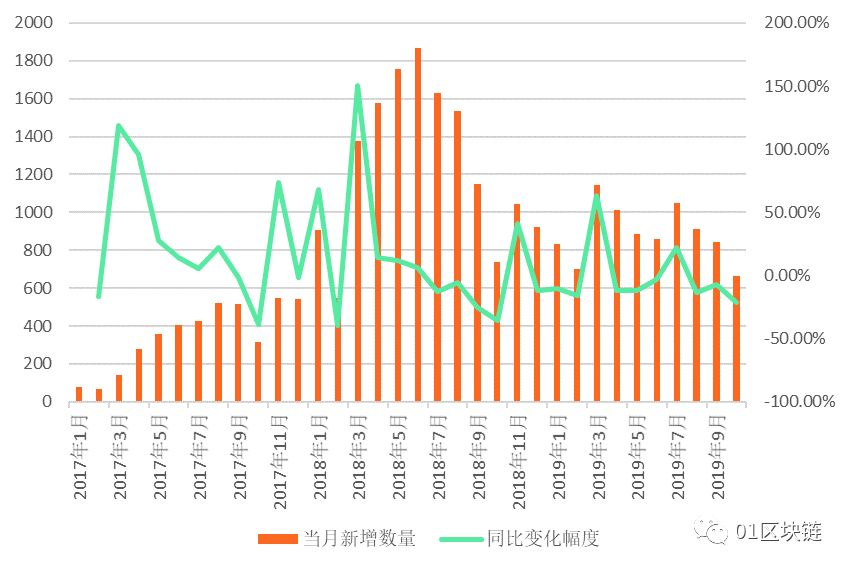 2000
1800
1600
1400
1200
1000
800
600
400
200
0
200.00%
150.00%
100.00%
50.00%
0.00%
-50.00%
-100.00%
2017年1月
2017年3月
2017年5月
2017年7月
2017年9月
2017年11月
2018年1月
2018年3月
2018年5月
2018年7月
2018年9月
2018年11月
2019年1月
2019年3月
2019年5月
2019年7月
2019年9月
当月新增数量 同比变化幅度
01区块链